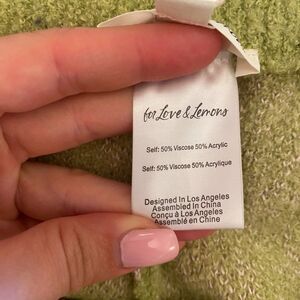 for Love & Lemons
Self: 50% Viscose 50% Acrylic
Self: 50% Viscose 50% Acrylique
Designed In Los Angeles
Assembled In China
Conçu à Los Angeles
Assemblé en Chine